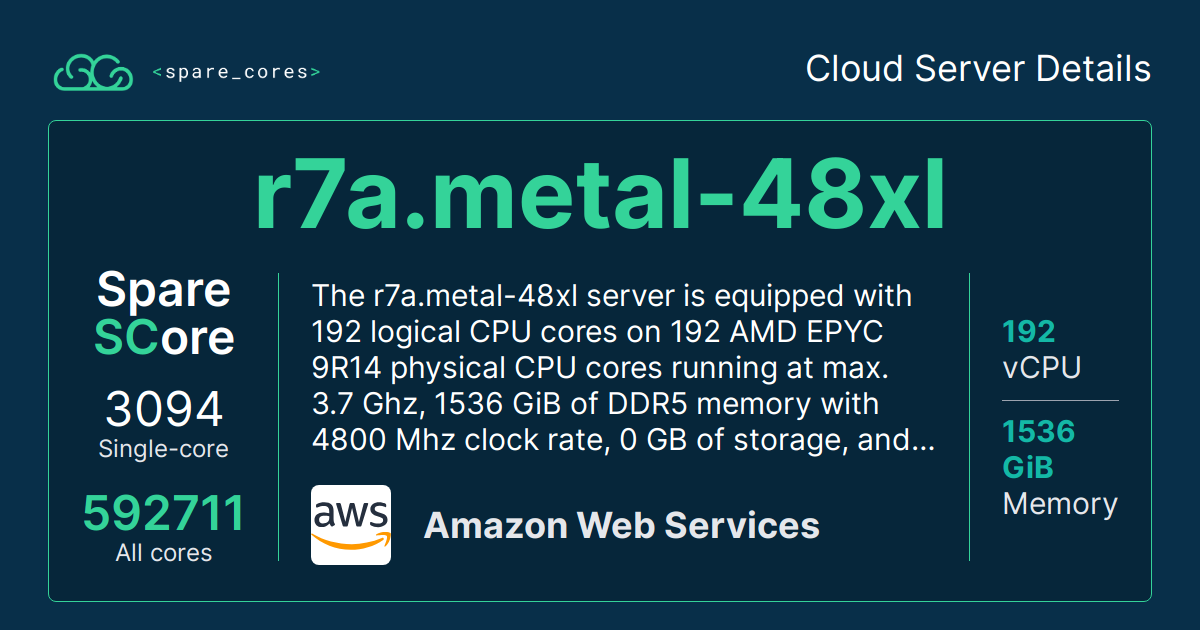 <spare_cores>
Cloud Server Details
r7a.metal-48xl
Spare
SCore
3094
Single-core
592711
All cores
The r7a.metal-48xl server is equipped with
192 logical CPU cores on 192 AMD EPYC
9R14 physical CPU cores running at max.
3.7 Ghz, 1536 GiB of DDR5 memory with
4800 Mhz clock rate, 0 GB of storage, and...
aws
Amazon Web Services
192
vCPU
1536
GiB
Memory